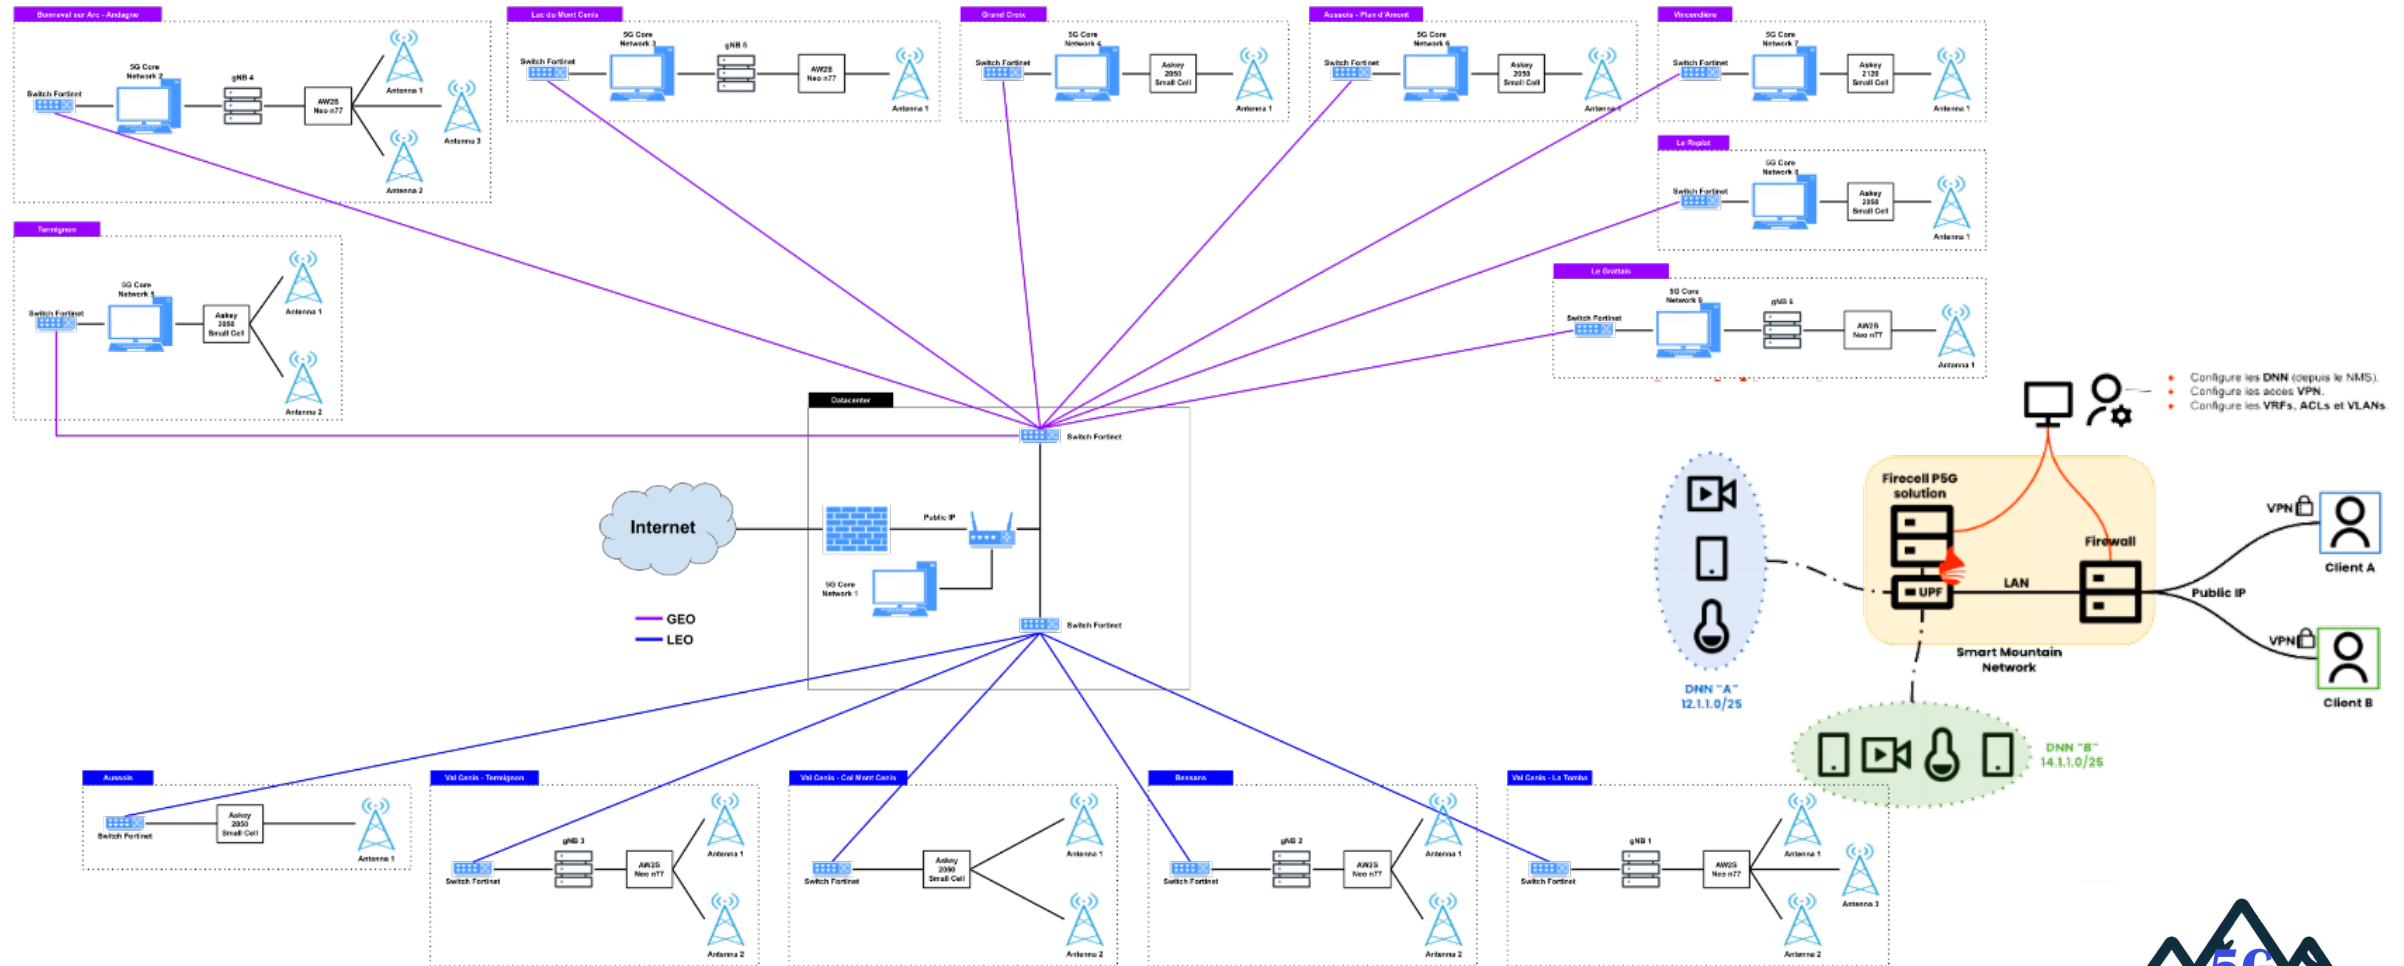 Bonneval sur Arc - Andagne
5G Core
Network 2
gNB 4
Switch Fortinet
AW2S
Neo n77
Antenna 1
Antenna 3
Antenna 2
Lac du Mont Cenis
5G Core
Network 3
gNB 5
Switch Fortinet
AW2S
Neo n77
Antenna 1
Grand Croix
5G Core
Network 4
Switch Fortinet
Askey
2050
Small Cell
Antenna 1
Aussois - Plan d'Amont
5G Core
Network 6
Switch Fortinet
Askey
2050
Small Cell
Antenna 1
Vincendière
5G Core
Network 7
Switch Fortinet
Askey
2120
Small Cell
Antenna 1
Le Replat
5G Core
Network 8
Switch Fortinet
Askey
2050
Small Cell
Antenna 1
Termignon
5G Core
Network 5
Switch Fortinet
Askey
2050
Small Cell
Antenna 1
Antenna 2
Le Grattais
5G Core
Network 9
gNB 6
Switch Fortinet
AW2S
Neo n77
Antenna 1
Datacenter
Switch Fortinet
Internet
Public IP
5G Core
Network 1
Switch Fortinet
GEO
LEO
• Configure les DNN (depuis le NMS).
• Configure les accès VPN.
• Configure les VRFs, ACLs et VLANs
Firecell P5G
solution
UPF
LAN
Firewall
Smart Mountain
Network
Public IP
VPN
Client A
VPN
Client B
DNN "A"
12.1.1.0/25
DNN "B"
14.1.1.0/25
Aussois
Switch Fortinet
Askey
2050
Small Cell
Antenna 1
Val Cenis - Termignon
gNB 3
Switch Fortinet
AW2S
Neo n77
Antenna 1
Antenna 2
Val Cenis - Col Mont Cenis
Switch Fortinet
Askey
2050
Small Cell
Antenna 1
Antenna 2
Bessans
gNB 2
Switch Fortinet
AW2S
Neo n77
Antenna 1
Antenna 2
Val Cenis - La Tomba
gNB 1
Switch Fortinet
AW2S
Neo n77
Antenna 1
Antenna 3
Antenna 2
5G